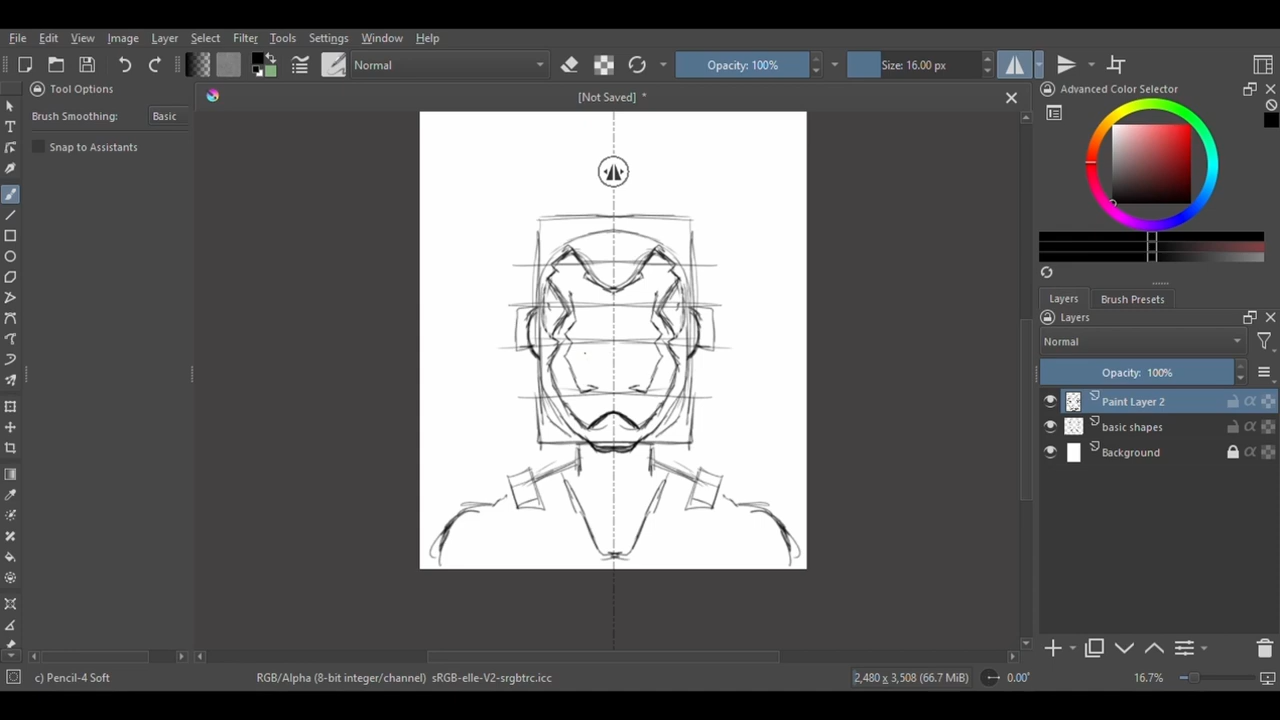 File Edit View Image Layer Select Filter Tools Settings Window Help
Normal Opacity: 100% Size: 16.00 px
Tool Options
[Not Saved] *
Advanced Color Selector
Brush Smoothing: Basic
Snap to Assistants
Layers Brush Presets
Layers
Normal
Opacity: 100%
Paint Layer 2
basic shapes
Background
c) Pencil-4 Soft RGB/Alpha (8-bit integer/channel) sRGB-elle-V2-srgbtrc.icc 2,480 x 3,508 (66.7 MiB) 0.00° 16.7%